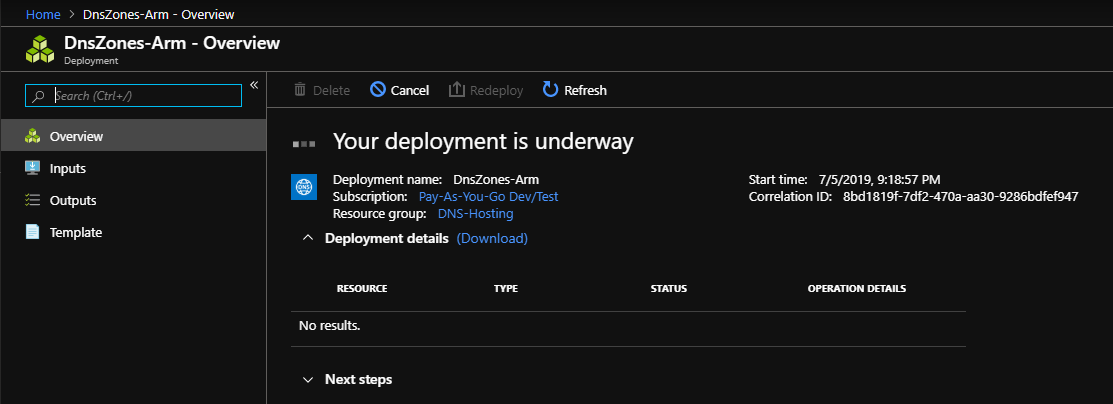 Home > DnsZones-Arm - Overview
DnsZones-Arm - Overview
Deployment
Search (Ctrl+/)
«
Overview
Inputs
Outputs
Template
Delete Cancel Redeploy Refresh
Your deployment is underway
Deployment name: DnsZones-Arm
Subscription: Pay-As-You-Go Dev/Test
Resource group: DNS-Hosting
Start time: 7/5/2019, 9:18:57 PM
Correlation ID: 8bd1819f-7df2-470a-aa30-9286bdfef947
DNS
Deployment details (Download)
RESOURCE TYPE STATUS OPERATION DETAILS
No results.
Next steps